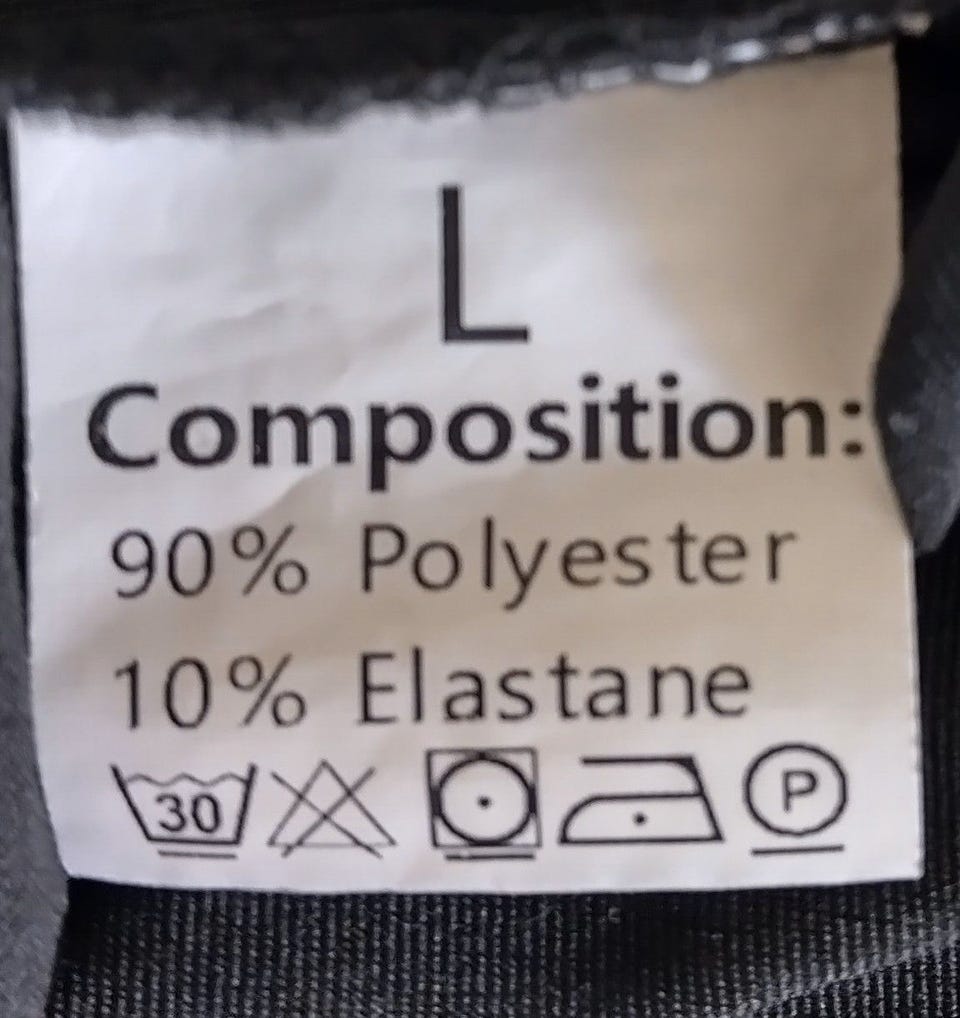 L
Composition:
90% Polyester
10% Elastane
30 P